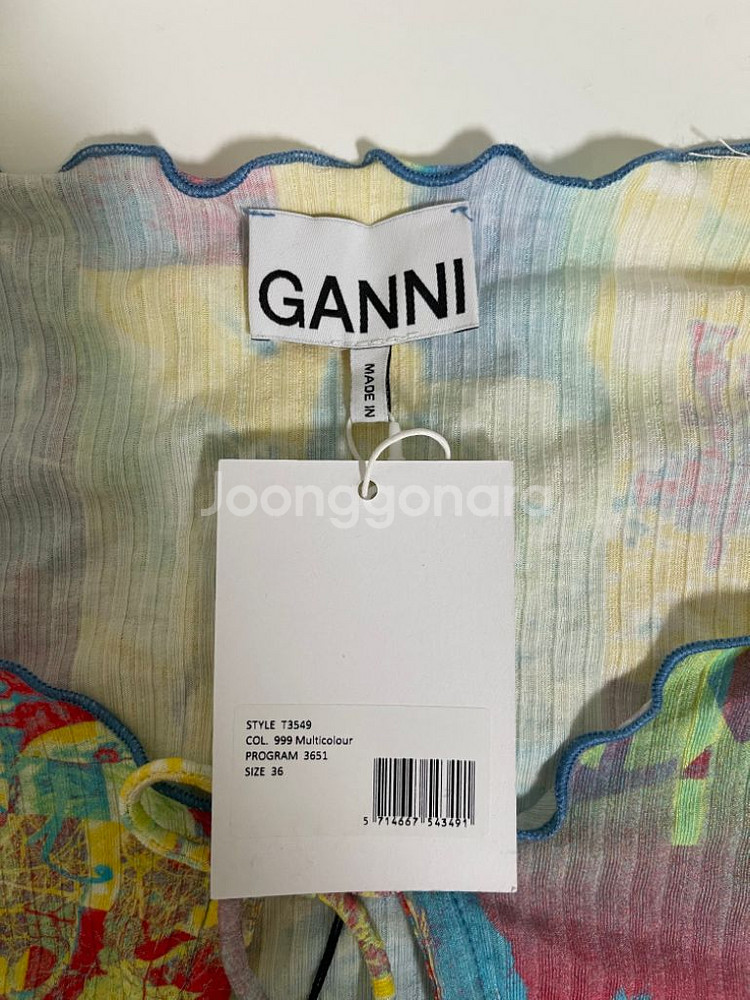 GANNI
MADE IN
Joonggonara
STYLE T3549
COL. 999 Multicolour
PROGRAM 3651
SIZE 36
5 714667 543491